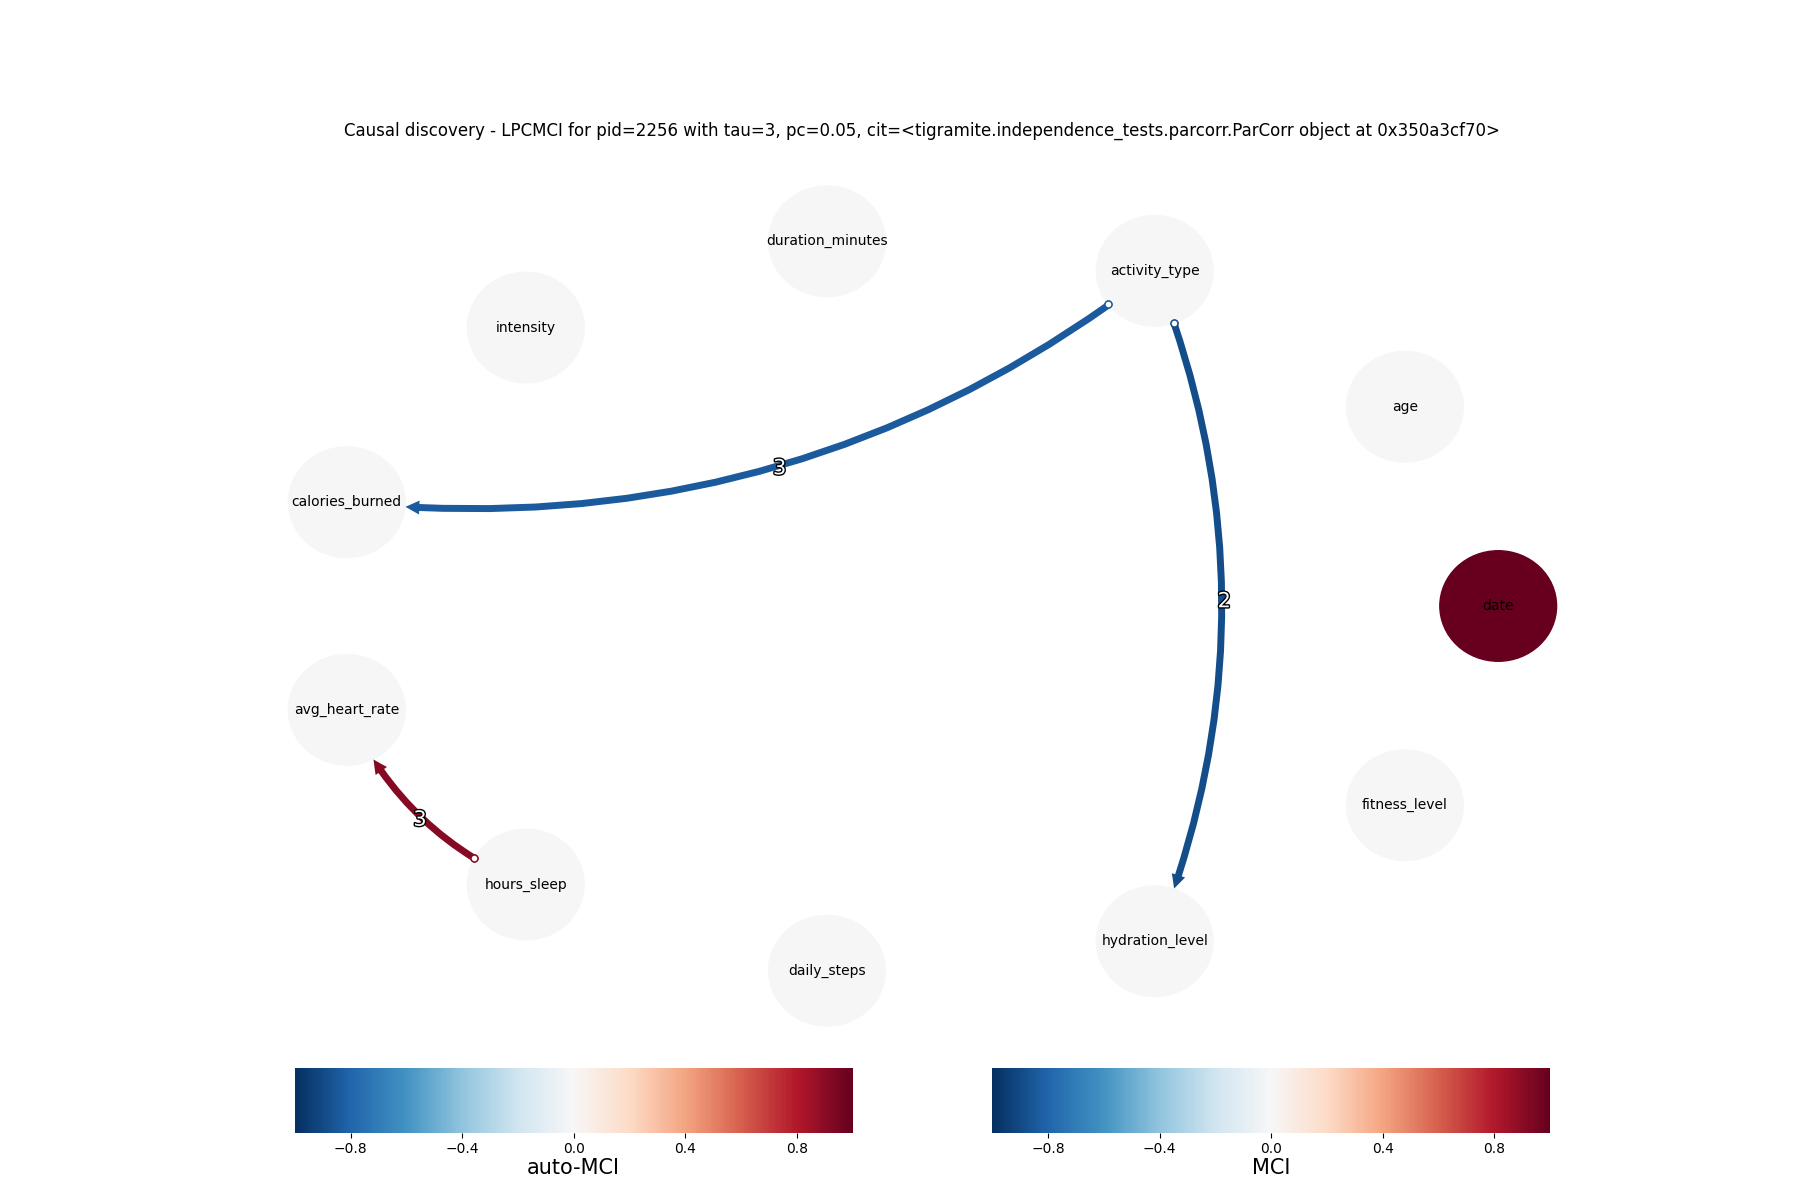 Causal discovery - LPCMCI for pid=2256 with tau=3, pc=0.05, cit=<tigramite.independence_tests.parcorr.ParCorr object at 0x350a3cf70>
duration_minutes
activity_type
intensity
age
3
calories_burned
2
date
avg_heart_rate
fitness_level
3
hours_sleep
hydration_level
daily_steps
−0.8 −0.4 0.0 0.4 0.8
auto-MCI
−0.8 −0.4 0.0 0.4 0.8
MCI